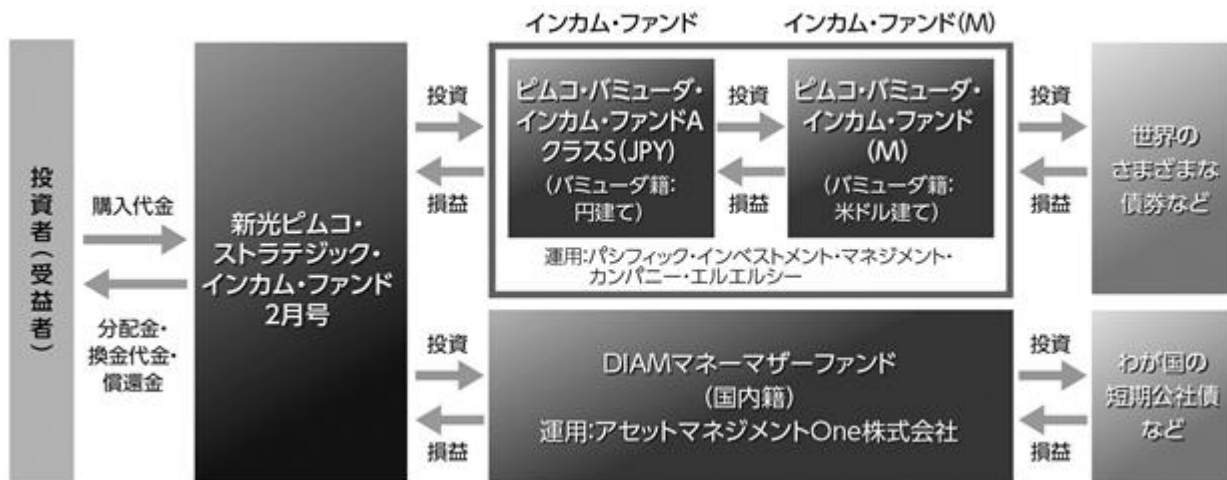 投資者(受益者)
購入代金
分配金・
換金代金・
償還金
新光ピムコ・
ストラテジック・
インカム・ファンド
2月号
投資
損益
インカム・ファンド
インカム・ファンド(M)
ピムコ・バミューダ・
インカム・ファンドA
クラスS(JPY)
(バミューダ籍:
円建て)
投資
損益
ピムコ・バミューダ・
インカム・ファンド
(M)
(バミューダ籍:
米ドル建て)
運用:パシフィック・インベストメント・マネジメント・
カンパニー・エルエルシー
投資
損益
世界の
さまざまな
債券など
投資
損益
DIAMマネーマザーファンド
(国内籍)
運用:アセットマネジメントOne株式会社
投資
損益
わが国の
短期公社債
など